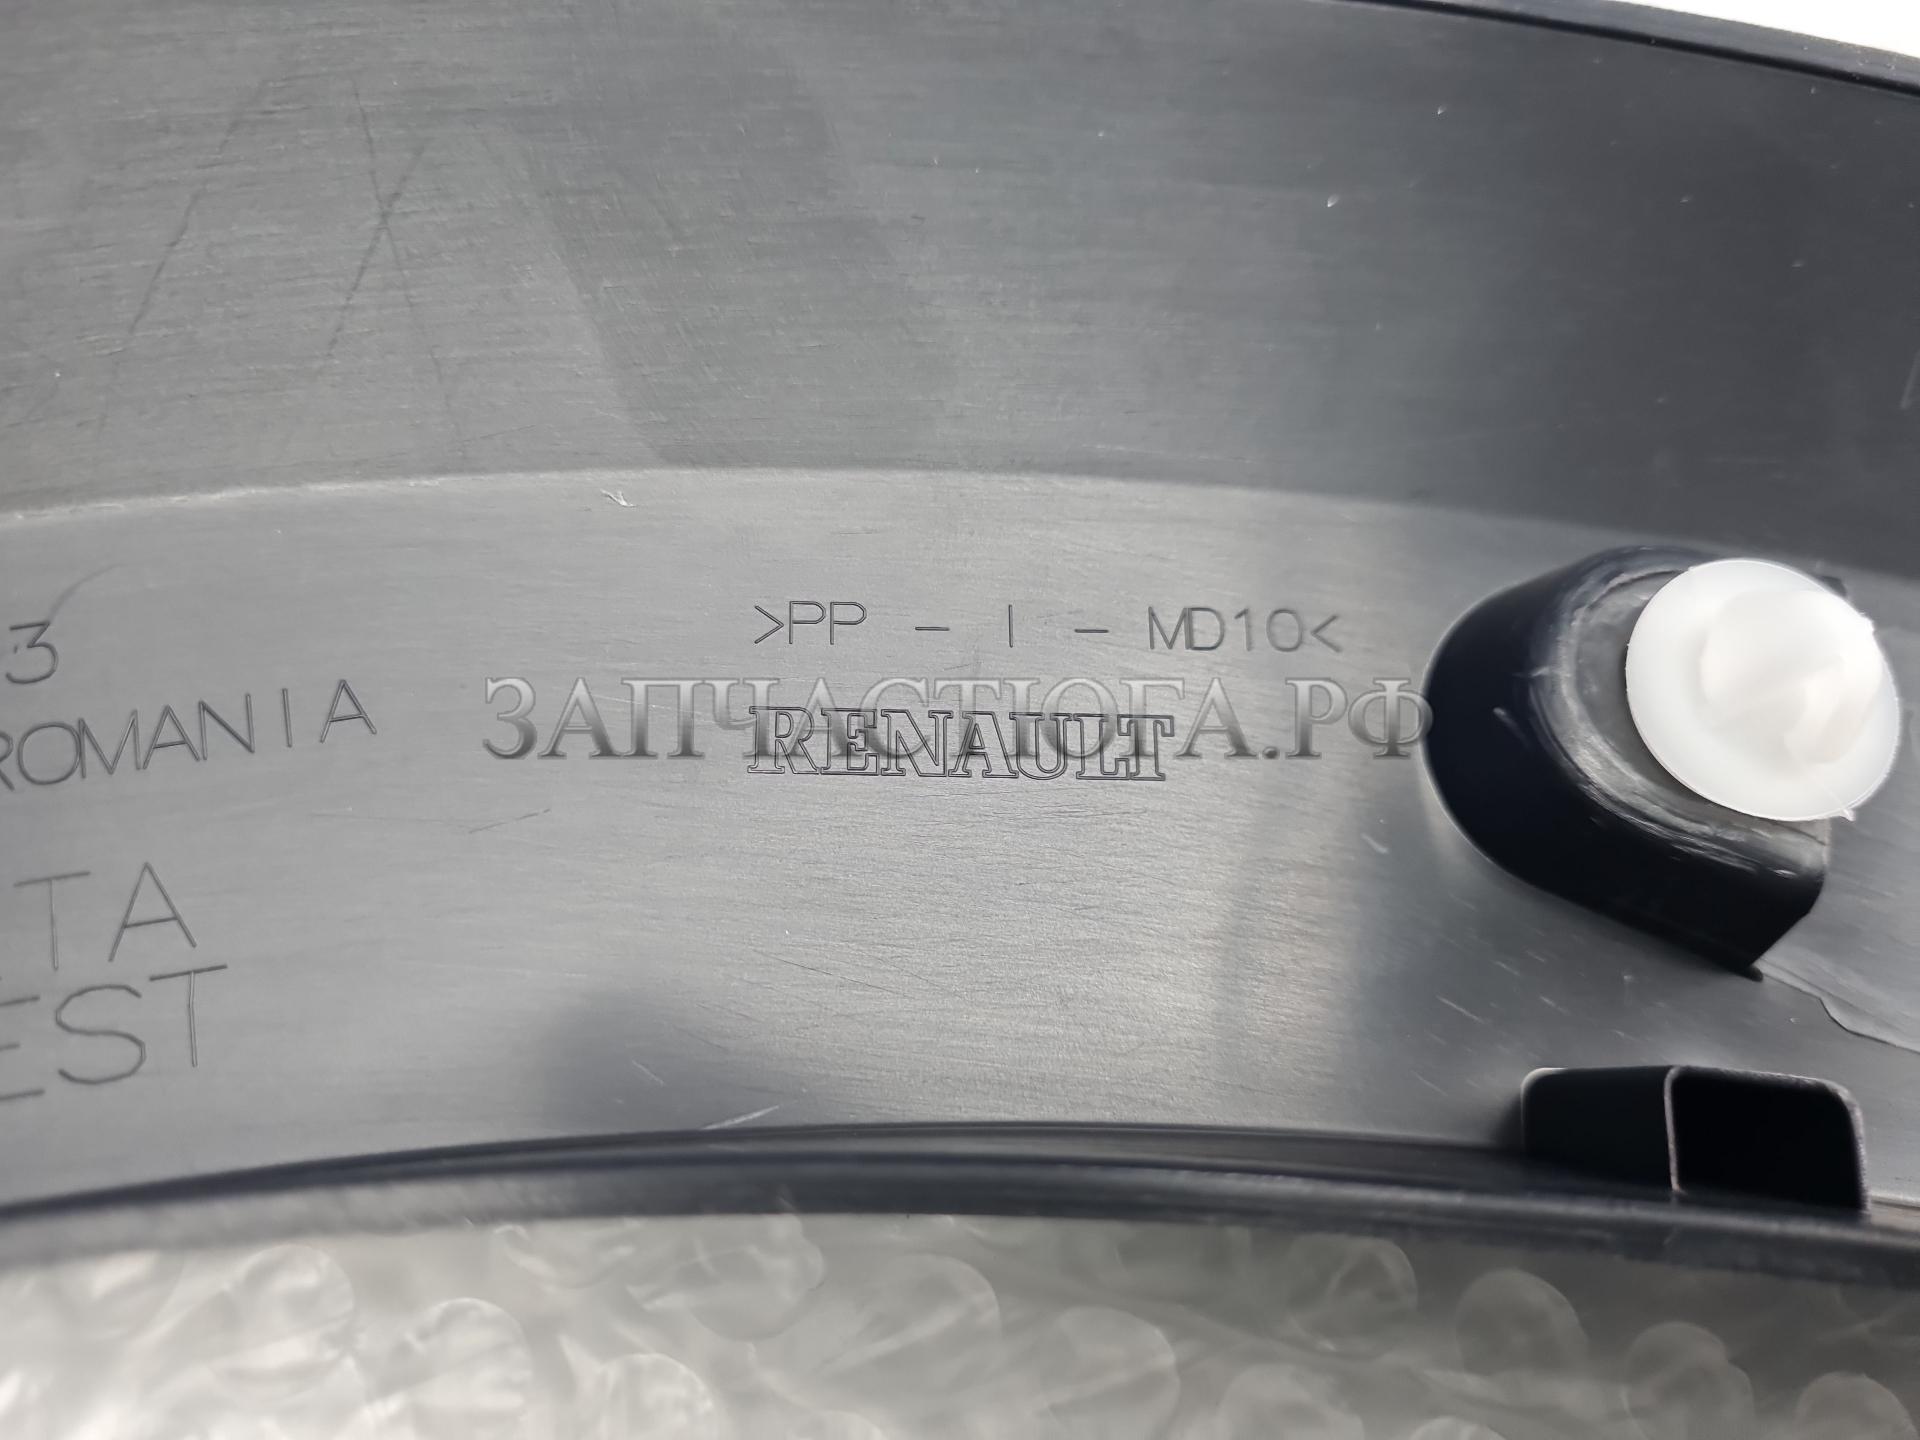 >PP - I - MD10<
3
ROMANIA
ЗАПЧАСТЮГА.РФ
RENAULT
TA
EST